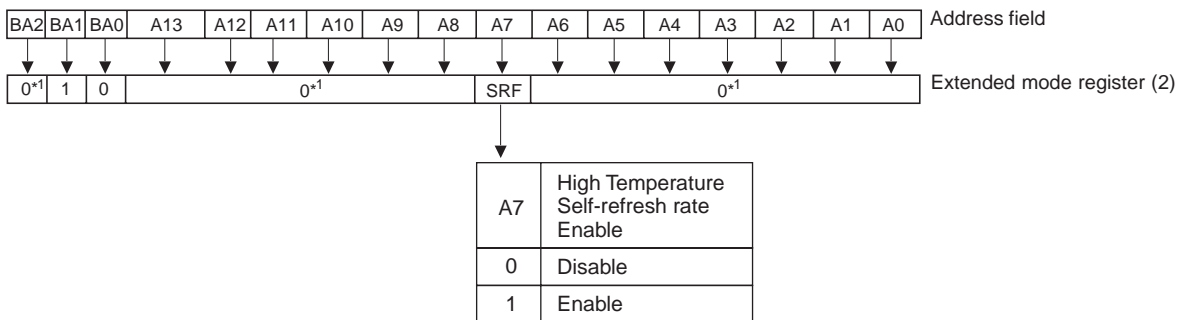 BA2 BA1 BA0 A13 A12 A11 A10 A9 A8 A7 A6 A5 A4 A3 A2 A1 A0 Address field
0*1 1 0 0*1 SRF 0*1 Extended mode register (2)
A7 High Temperature
Self-refresh rate
Enable
0 Disable
1 Enable